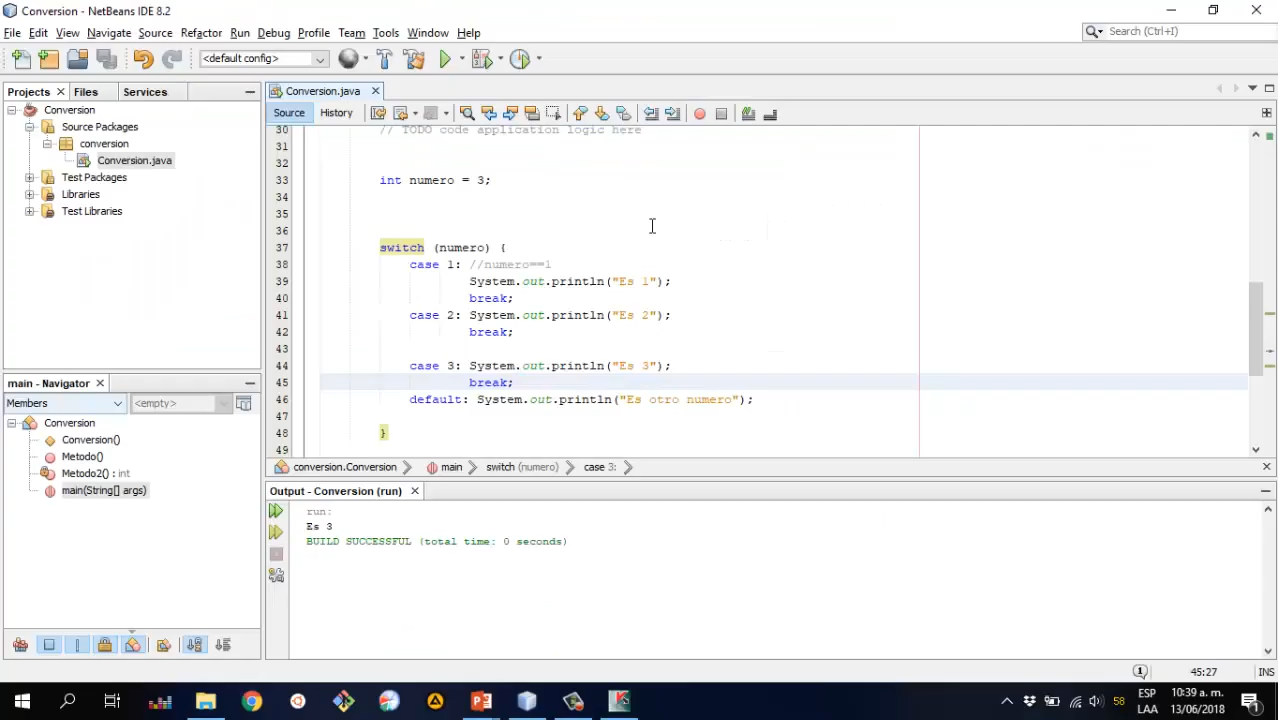 Conversion - NetBeans IDE 8.2
File Edit View Navigate Source Refactor Run Debug Profile Team Tools Window Help
Search (Ctrl+I)
<default config>
Projects Files Services
Conversion
Source Packages
conversion
Conversion.java
Test Packages
Libraries
Test Libraries
main - Navigator
Members <empty>
Conversion
Conversion()
Metodo()
Metodo2() : int
main(String[] args)
Conversion.java
Source History
30 // TODO code application logic here
31
32
33 int numero = 3;
34
35
36
37 switch (numero) {
38 case 1: //numero==1
39 System.out.println("Es 1");
40 break;
41 case 2: System.out.println("Es 2");
42 break;
43
44 case 3: System.out.println("Es 3");
45 break;
46 default: System.out.println("Es otro numero");
47
48 }
49
conversion.Conversion main switch (numero) case 3:
Output - Conversion (run)
run:
Es 3
BUILD SUCCESSFUL (total time: 0 seconds)
1 45:27 INS
58 ESP LAA 10:39 a. m. 13/06/2018 1